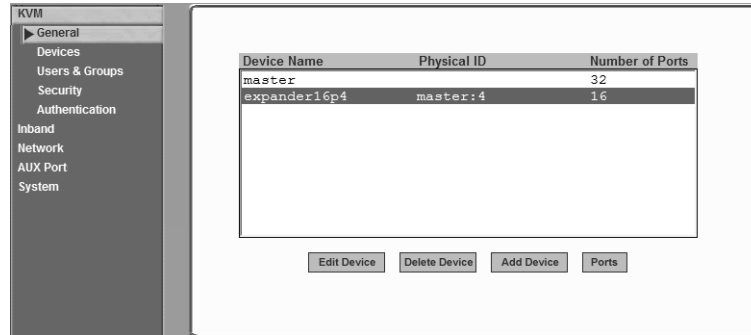 KVM
General
Devices
Users & Groups
Security
Authentication
Inband
Network
AUX Port
System
Device Name Physical ID Number of Ports
master 32
expander16p4 master:4 16
Edit Device Delete Device Add Device Ports